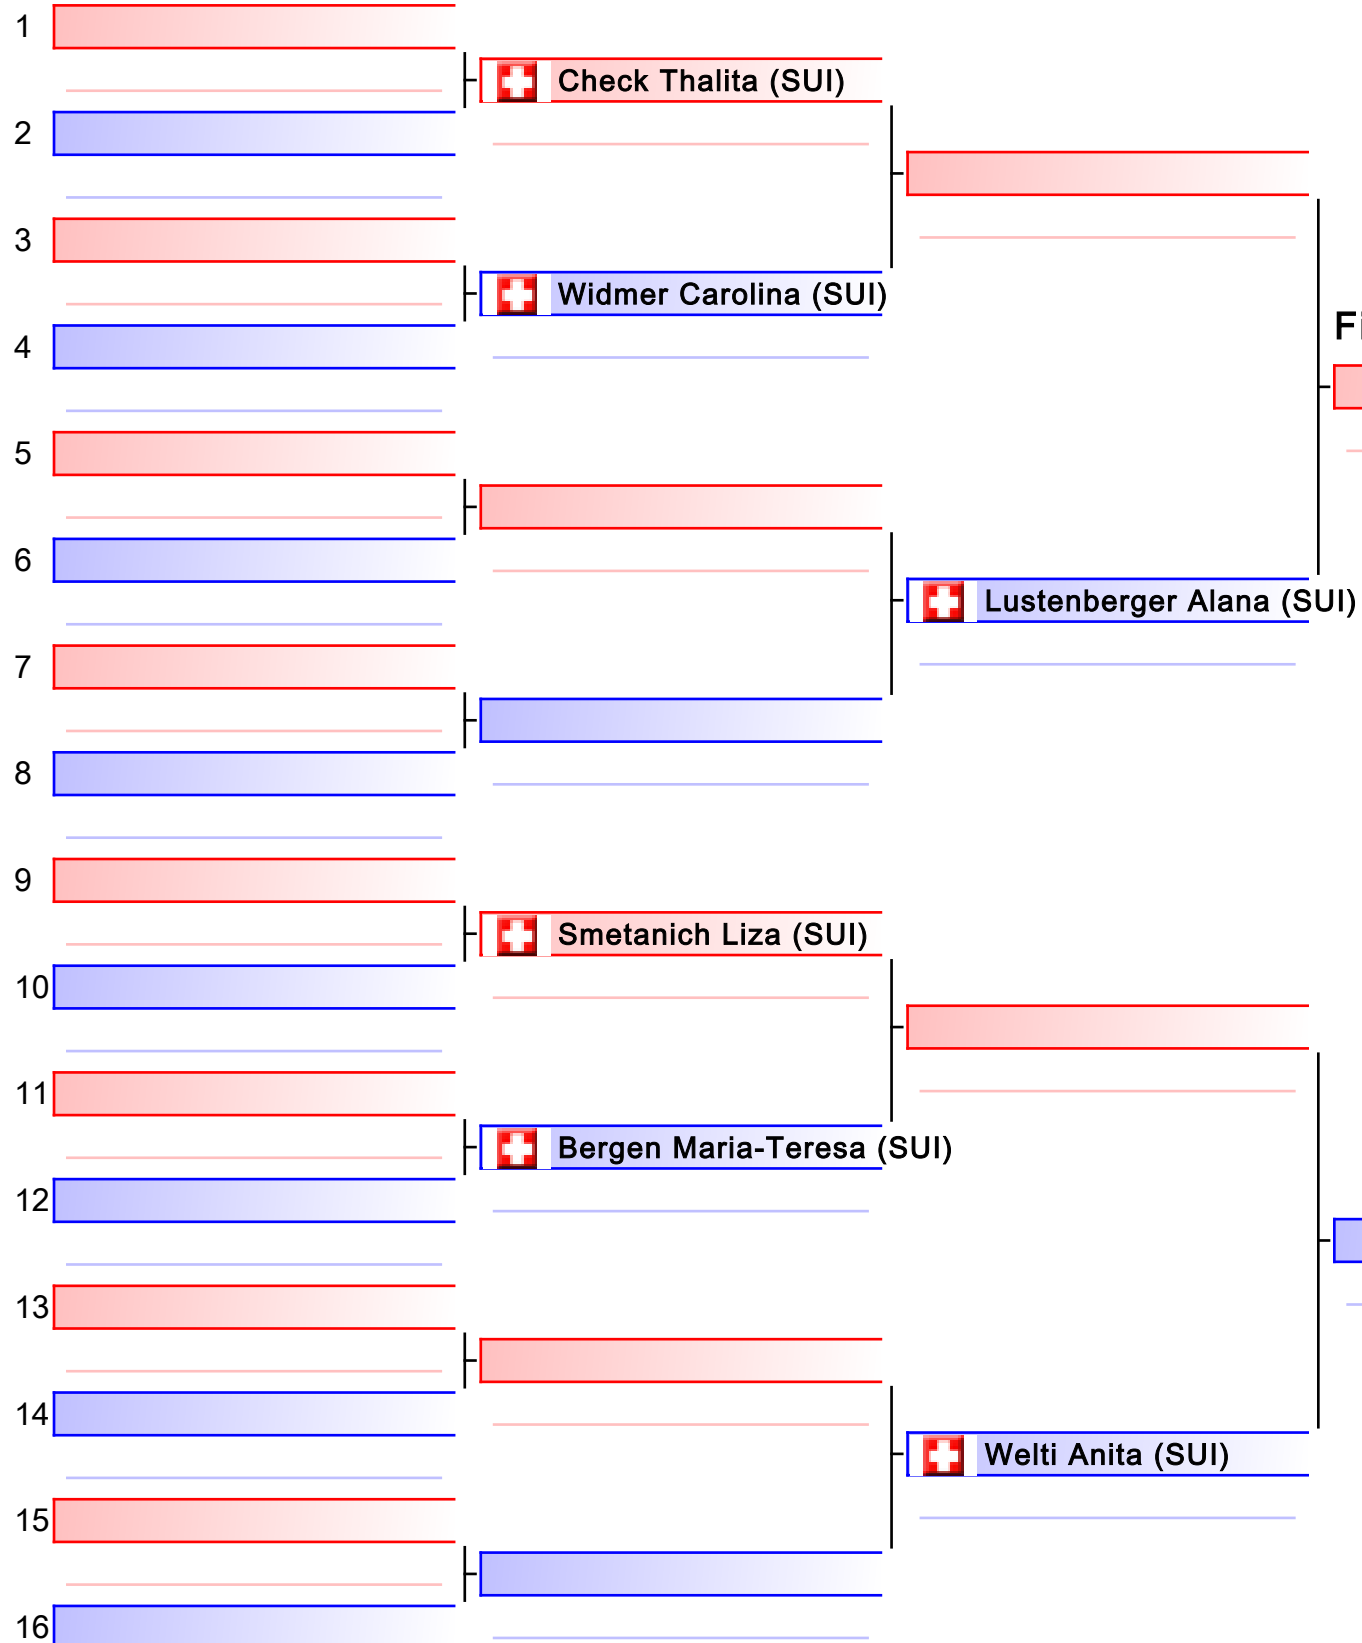 1
Check Thalita (SUI)
2
3
Widmer Carolina (SUI)
Fi
4
5
6
Lustenberger Alana (SUI)
7
8
9
Smetanich Liza (SUI)
10
11
Bergen Maria-Teresa (SUI)
12
13
14
Welti Anita (SUI)
15
16